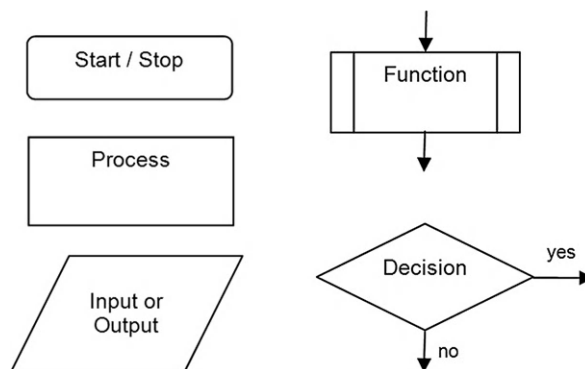 Start / Stop
Function
Process
Decision
yes
Input or
Output
no